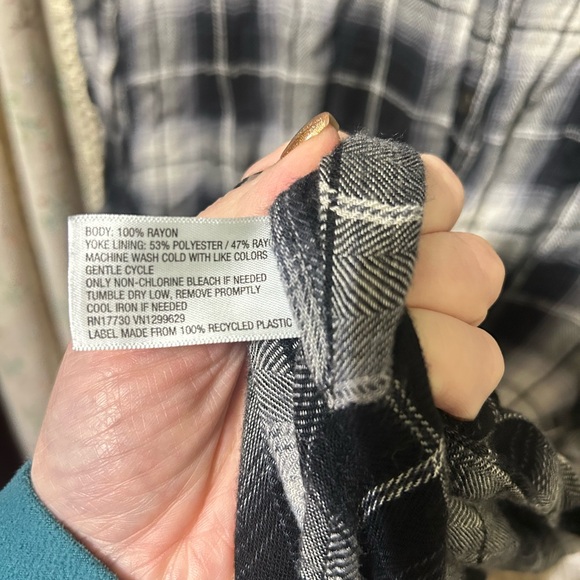 BODY: 100% RAYON
YOKE LINING: 53% POLYESTER / 47% RAYO
MACHINE WASH COLD WITH LIKE COLORS
GENTLE CYCLE
ONLY NON-CHLORINE BLEACH IF NEEDED
TUMBLE DRY LOW, REMOVE PROMPTLY
COOL IRON IF NEEDED
RN17730 VN1299629
LABEL MADE FROM 100% RECYCLED PLASTIC